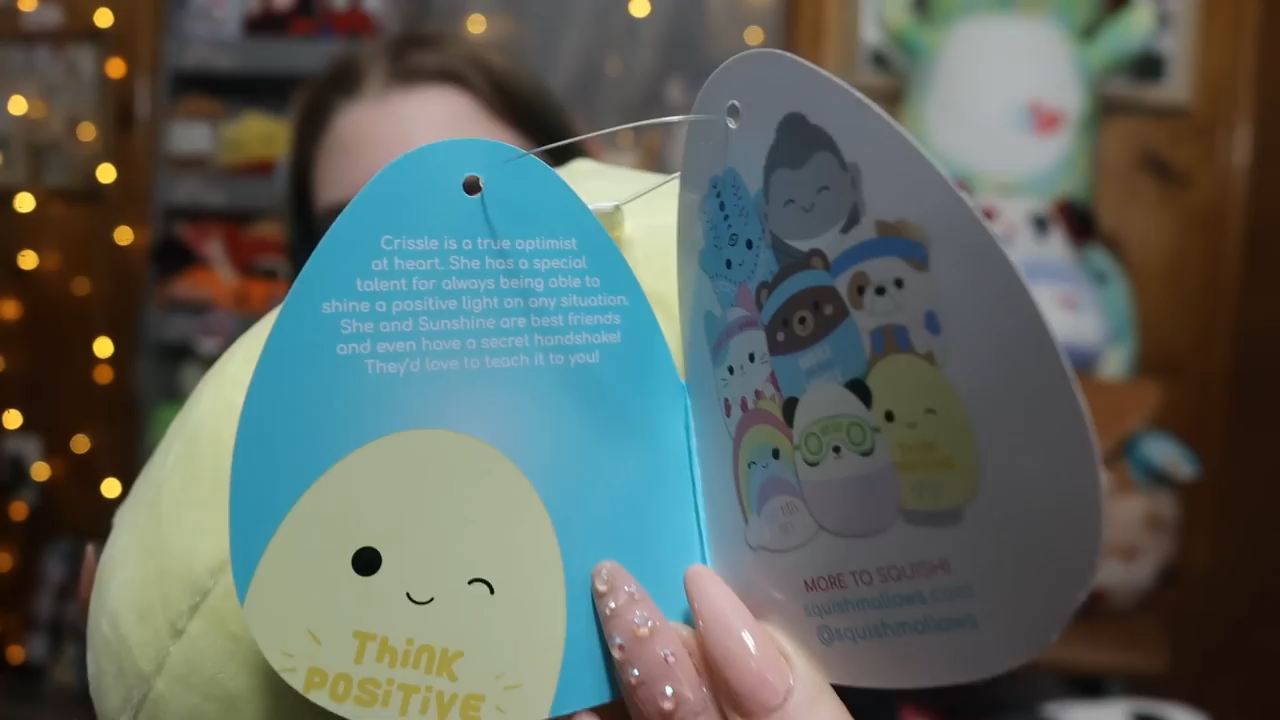 Crissle is a true optimist
at heart. She has a special
talent for always being able to
shine a positive light on any situation.
She and Sunshine are best friends
and even have a secret handshake!
They'd love to teach it to you!
THiNK
POSiTiVE
MORE TO SQUISH!
squishmallows.com
@squishmallows